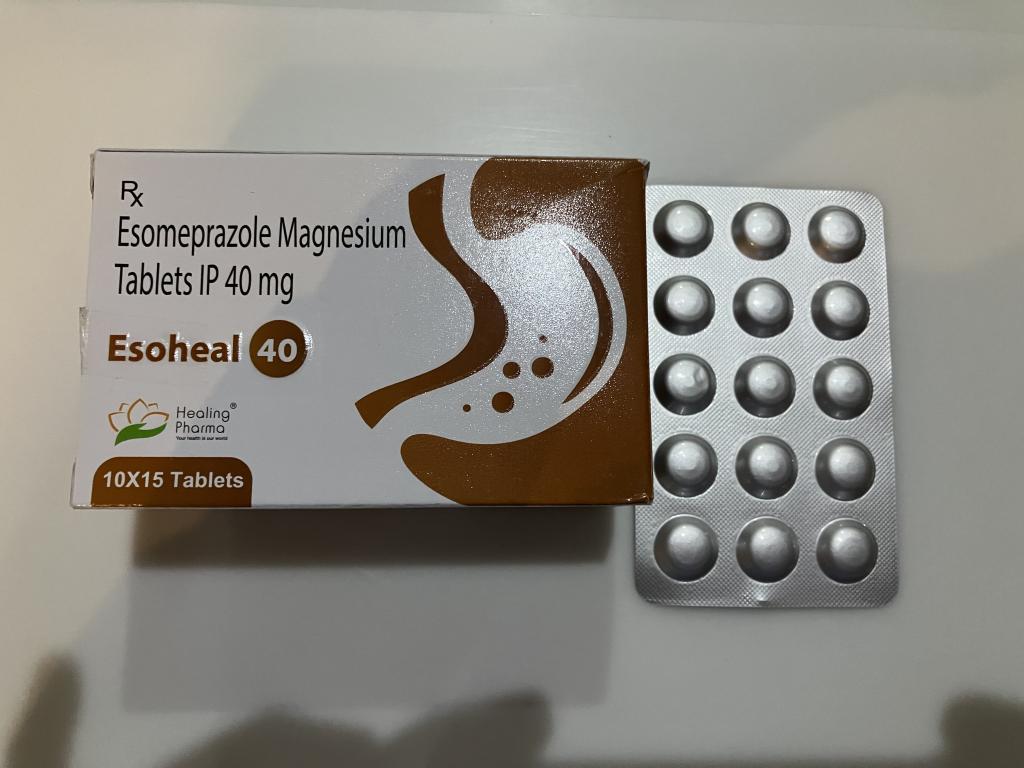 Rx
Esomeprazole Magnesium
Tablets IP 40 mg
Esoheal 40
Healing®
Pharma
Your health is our world
10X15 Tablets